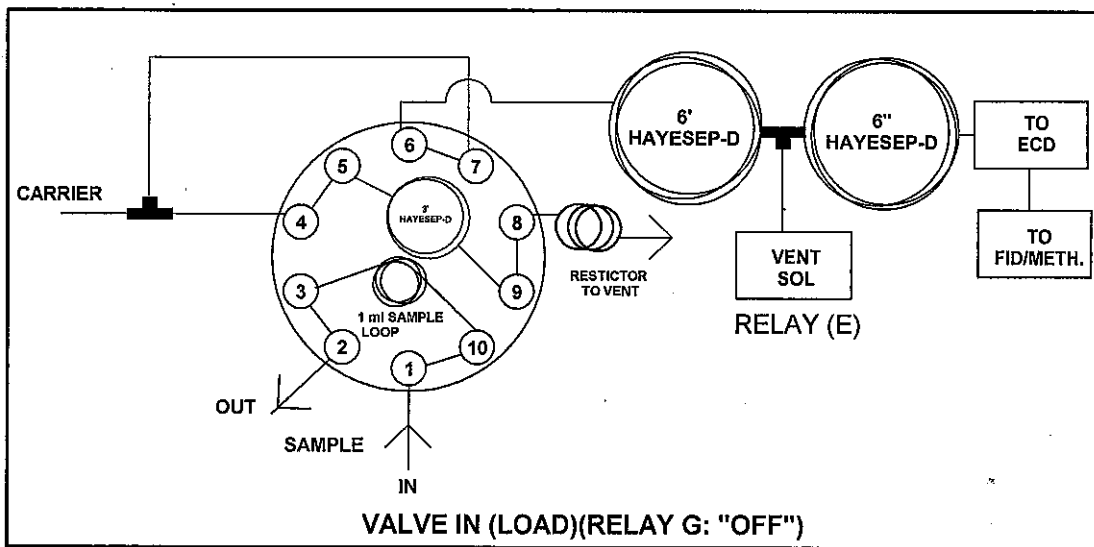 CARRIER
6
7
5
4
3'
HAYESEP-D
8
3
9
1 ml SAMPLE
LOOP
2
10
1
OUT
SAMPLE
IN
RESTICTOR
TO VENT
6'
HAYESEP-D
6"
HAYESEP-D
TO
ECD
VENT
SOL
TO
FID/METH.
RELAY (E)
VALVE IN (LOAD)(RELAY G: "OFF")